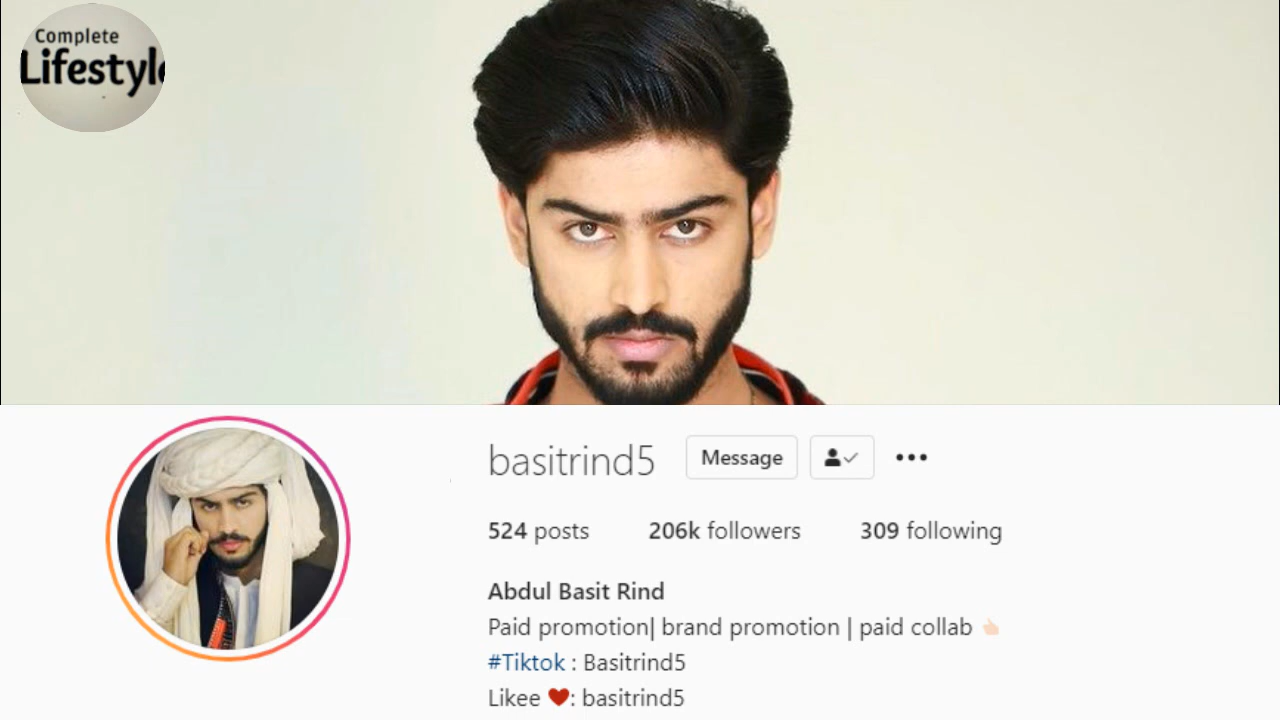 Complete
Lifestyle
basitrind5 Message
524 posts 206k followers 309 following
Abdul Basit Rind
Paid promotion| brand promotion | paid collab 👆🏻
#Tiktok : Basitrind5
Likee ❤️: basitrind5